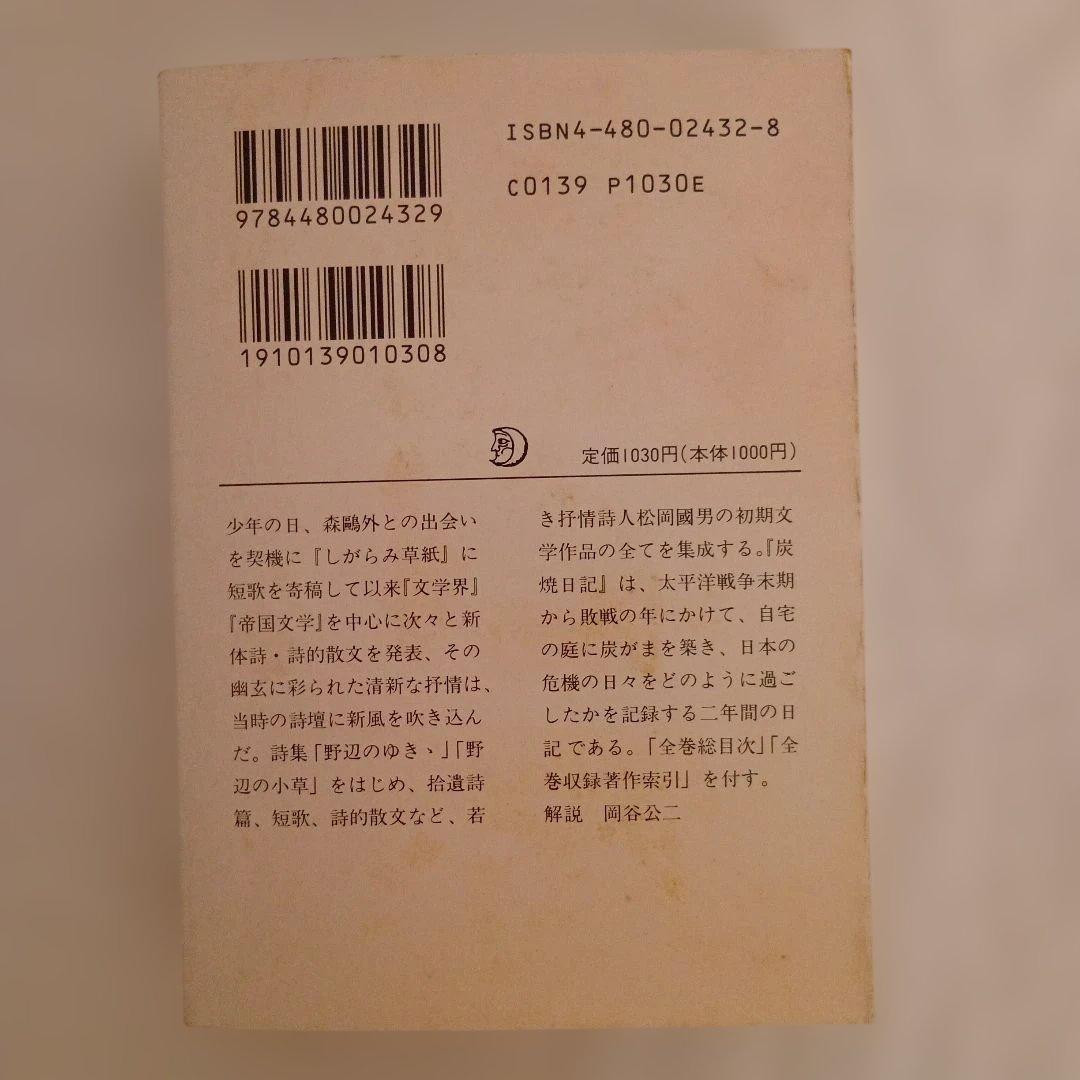 9784480024329
ISBN4-480-02432-8
C0139 P1030E
1910139010308
定価1030円(本体1000円)
少年の日、森鷗外との出会い
を契機に『しがらみ草紙』に
短歌を寄稿して以来『文学界』
『帝国文学』を中心に次々と新
体詩・詩的散文を発表、その
幽玄に彩られた清新な抒情は、
当時の詩壇に新風を吹き込ん
だ。詩集「野辺のゆきゝ」「野
辺の小草」をはじめ、拾遺詩
篇、短歌、詩的散文など、若
き抒情詩人松岡國男の初期文
学作品の全てを集成する。『炭
焼日記』は、太平洋戦争末期
から敗戦の年にかけて、自宅
の庭に炭がまを築き、日本の
危機の日々をどのように過ご
したかを記録する二年間の日
記である。「全巻総目次」「全
巻収録著作索引」を付す。
解説 岡谷公二